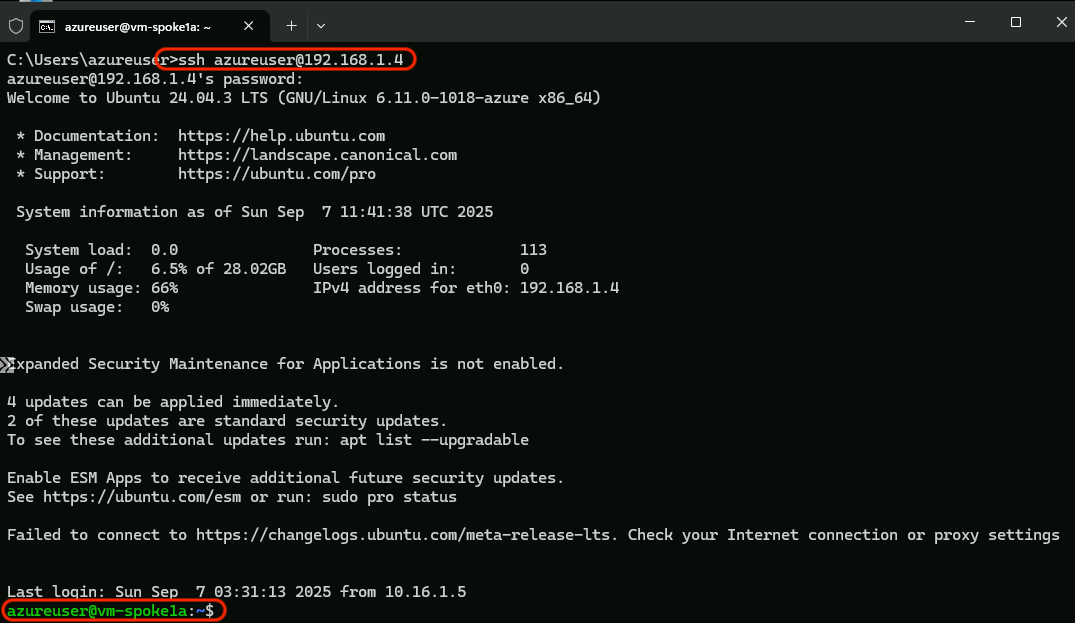 azureuser@vm-spoke1a: ~
C:\Users\azureuser>ssh azureuser@192.168.1.4
azureuser@192.168.1.4's password:
Welcome to Ubuntu 24.04.3 LTS (GNU/Linux 6.11.0-1018-azure x86_64)
* Documentation:  https://help.ubuntu.com
* Management:     https://landscape.canonical.com
* Support:        https://ubuntu.com/pro
System information as of Sun Sep  7 11:41:38 UTC 2025
System load:  0.0               Processes:             113
Usage of /:   6.5% of 28.02GB   Users logged in:       0
Memory usage: 66%               IPv4 address for eth0: 192.168.1.4
Swap usage:   0%
Expanded Security Maintenance for Applications is not enabled.
4 updates can be applied immediately.
2 of these updates are standard security updates.
To see these additional updates run: apt list --upgradable
Enable ESM Apps to receive additional future security updates.
See https://ubuntu.com/esm or run: sudo pro status
Failed to connect to https://changelogs.ubuntu.com/meta-release-lts. Check your Internet connection or proxy settings
Last login: Sun Sep  7 03:31:13 2025 from 10.16.1.5
azureuser@vm-spoke1a:~$